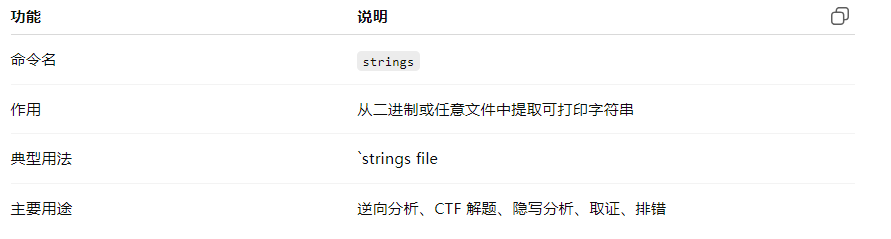 功能 说明
命令名 strings
作用 从二进制或任意文件中提取可打印字符串
典型用法 `strings file
主要用途 逆向分析、CTF 解题、隐写分析、取证、排错